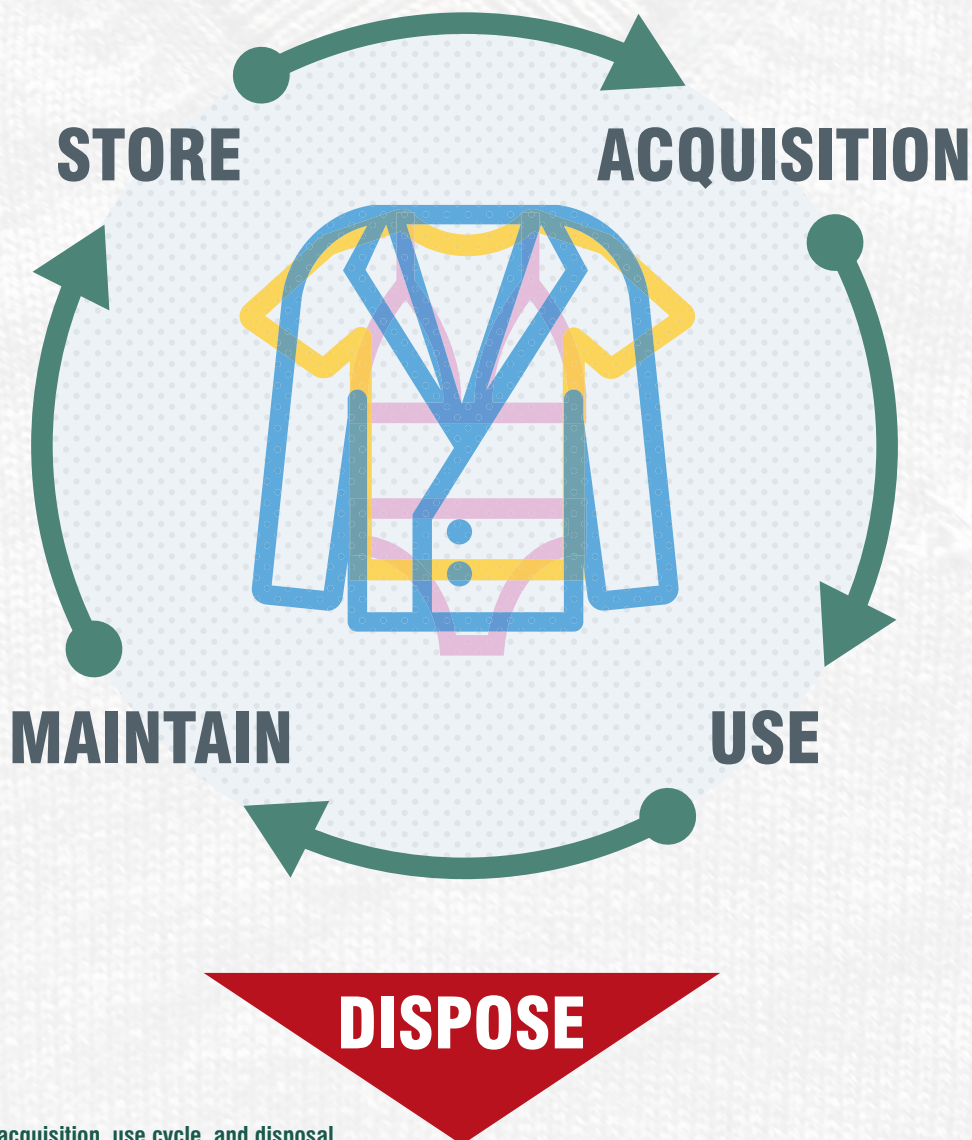 STORE
ACQUISITION
MAINTAIN
USE
DISPOSE
acquisition, use cycle, and disposal